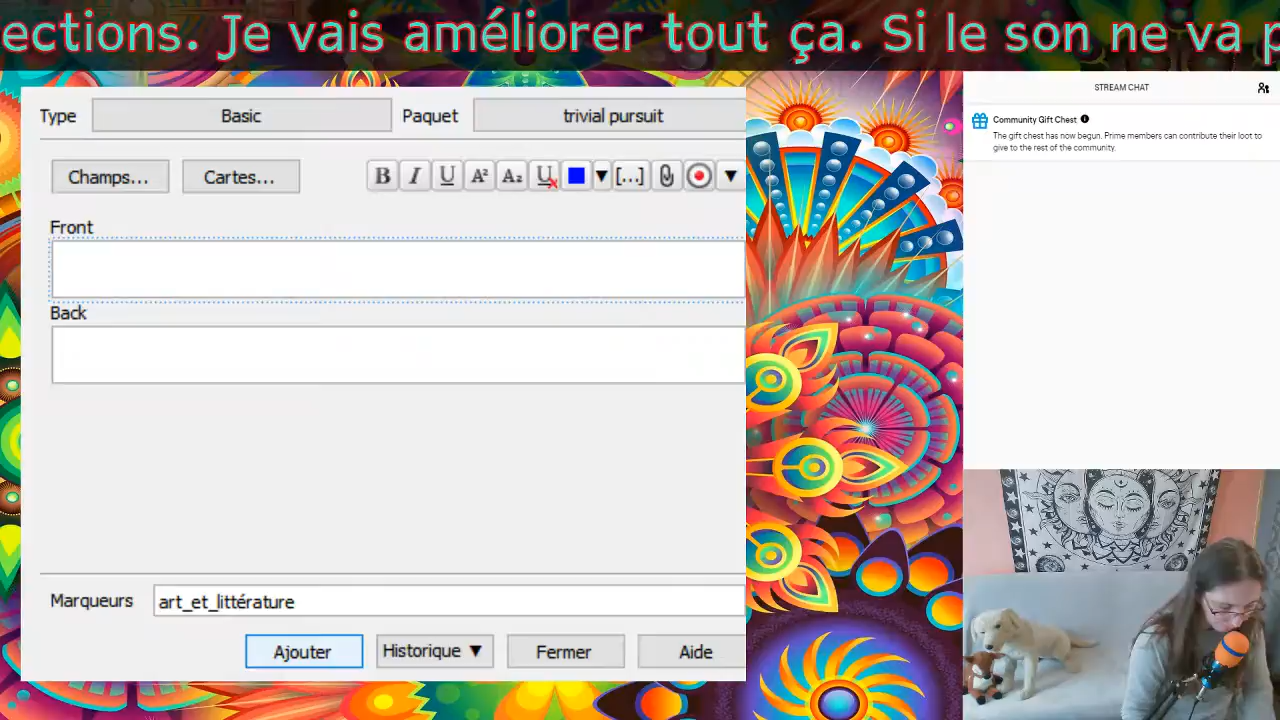 ections. Je vais améliorer tout ça. Si le son ne va p
Type Basic Paquet trivial pursuit
Champs... Cartes... B I U A² A₂ U [...]
Front
Back
Marqueurs art_et_littérature
Ajouter Historique ▼ Fermer Aide
STREAM CHAT
Community Gift Chest
The gift chest has now begun. Prime members can contribute their loot to
give to the rest of the community.